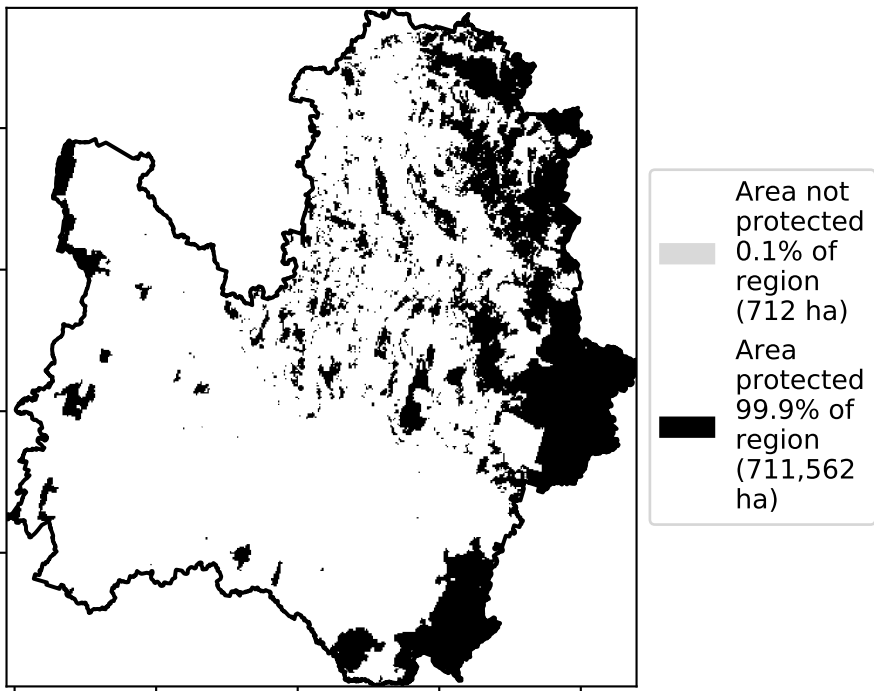 Area not
protected
0.1% of
region
(712 ha)
Area
protected
99.9% of
region
(711,562
ha)